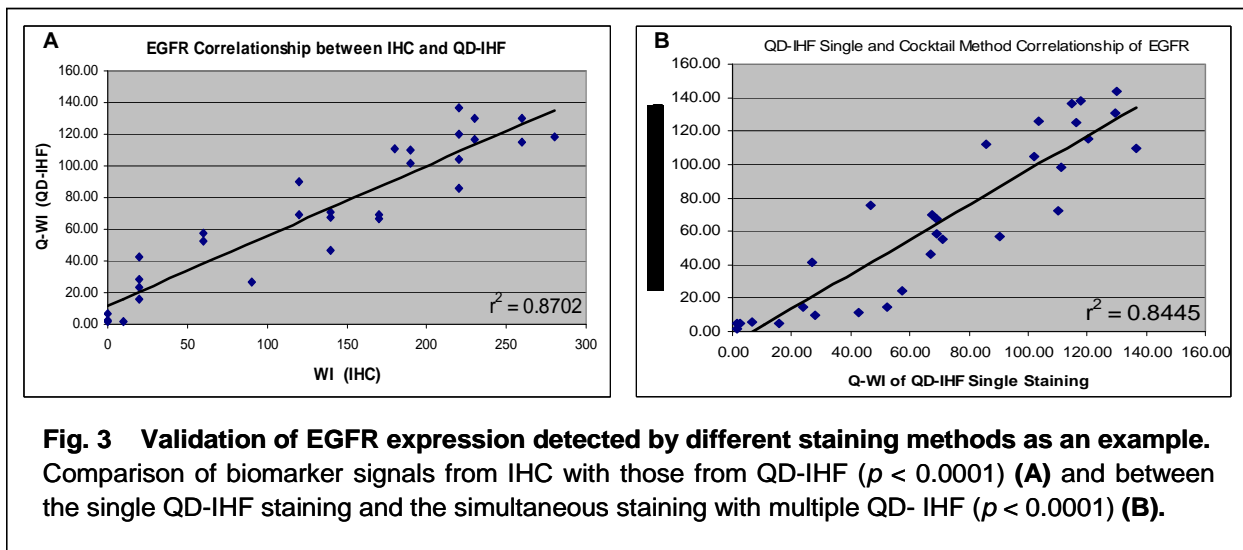 A
EGFR Correlationship between IHC and QD-IHF
160.00
140.00
120.00
100.00
80.00
60.00
40.00
20.00
0.00
Q-WI (QD-IHF)
0 50 100 150 200 250 300
WI (IHC)
r² = 0.8702
B
QD-IHF Single and Cocktail Method Correlationship of EGFR
160.00
140.00
120.00
100.00
80.00
60.00
40.00
20.00
0.00
0.00 20.00 40.00 60.00 80.00 100.00 120.00 140.00 160.00
Q-WI of QD-IHF Single Staining
r² = 0.8445
Fig. 3 Validation of EGFR expression detected by different staining methods as an example.
Comparison of biomarker signals from IHC with those from QD-IHF (p < 0.0001) (A) and between
the single QD-IHF staining and the simultaneous staining with multiple QD- IHF (p < 0.0001) (B).